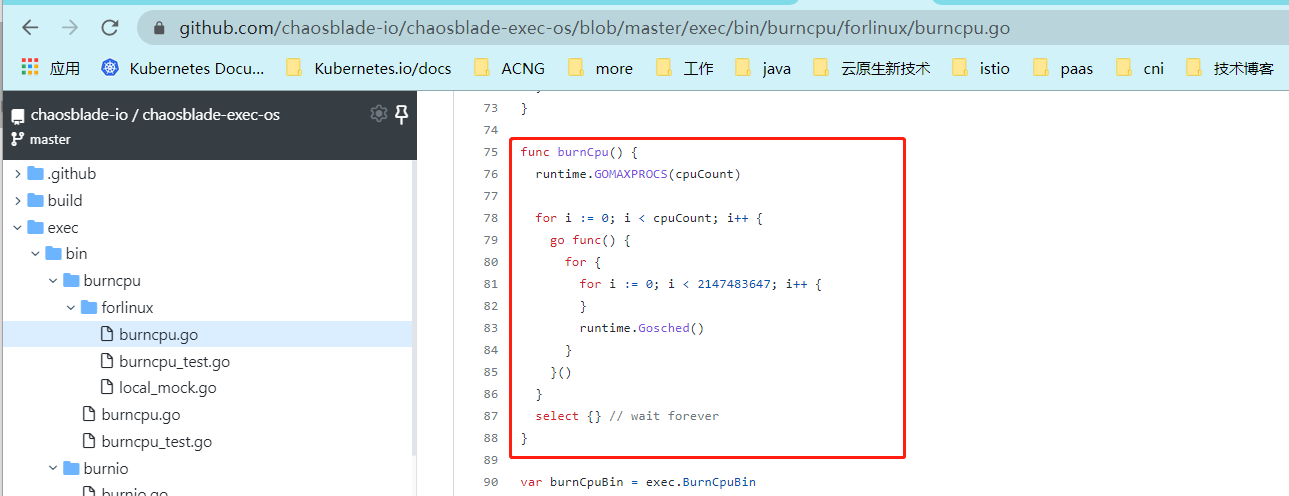 github.com/chaosblade-io/chaosblade-exec-os/blob/master/exec/bin/burncpu/forlinux/burncpu.go
应用 Kubernetes Docu... Kubernetes.io/docs ACNG more 工作 java 云原生新技术 istio paas cni 技术博客
chaosblade-io / chaosblade-exec-os
master
.github
build
exec
bin
burncpu
forlinux
burncpu.go
burncpu_test.go
local_mock.go
burncpu.go
burncpu_test.go
burnio
burnio.go
73 }
74
75 func burnCpu() {
76 runtime.GOMAXPROCS(cpuCount)
77
78 for i := 0; i < cpuCount; i++ {
79 go func() {
80 for {
81 for i := 0; i < 2147483647; i++ {
82 }
83 runtime.Gosched()
84 }
85 }()
86 }
87 select {} // wait forever
88 }
89
90 var burnCpuBin = exec.BurnCpuBin